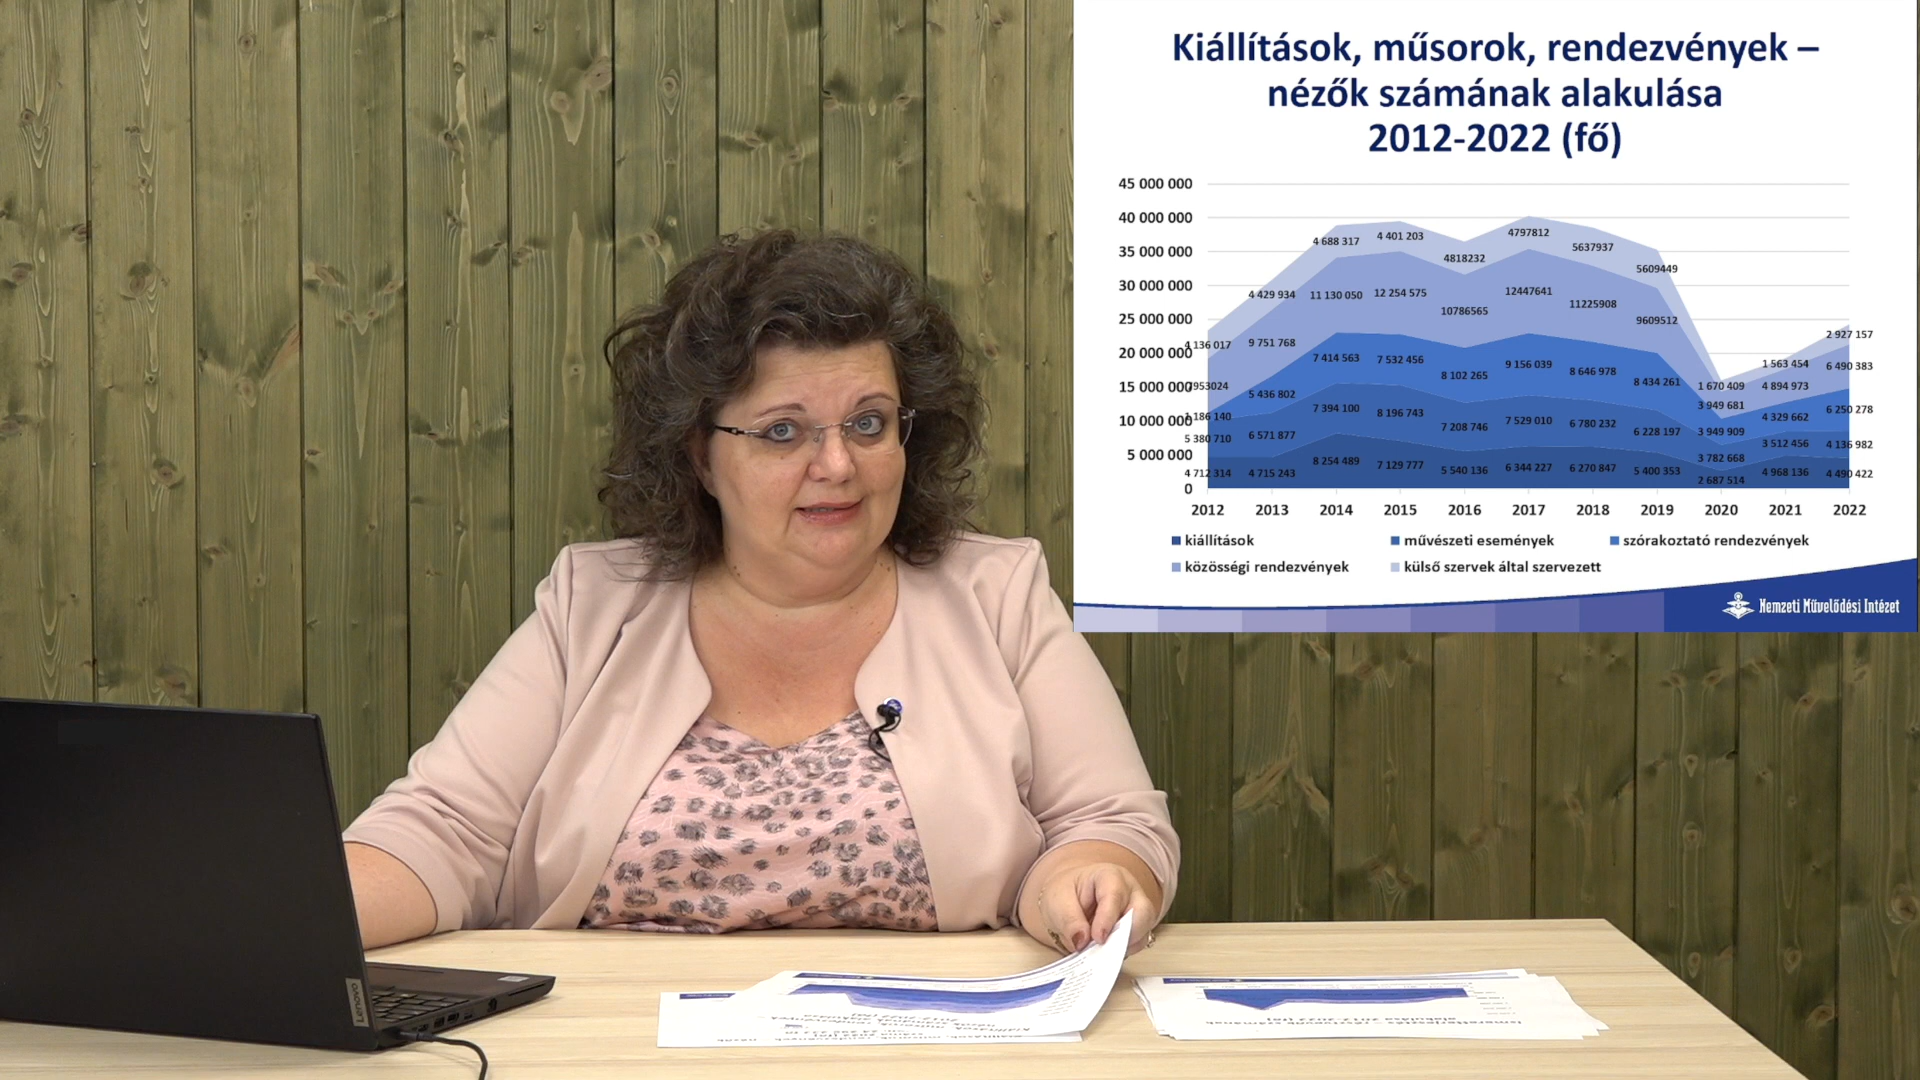 Kiállítások, műsorok, rendezvények –
nézők számának alakulása
2012-2022 (fő)
45 000 000
40 000 000
35 000 000
30 000 000
25 000 000
20 000 000
15 000 000
10 000 000
5 000 000
0
4 136 017 4 429 934 4 688 317 4 401 203 4818232 4797812 5637937 5609449 1 670 409 1 563 454 2 927 157
7953024 9 751 768 11 130 050 12 254 575 10786565 12447641 11225908 9609512 3 949 681 4 894 973 6 490 383
1 186 140 5 436 802 7 414 563 7 532 456 8 102 265 9 156 039 8 646 978 8 434 261 3 949 909 4 329 662 6 250 278
5 380 710 6 571 877 7 394 100 8 196 743 7 208 746 7 529 010 6 780 232 6 228 197 3 782 668 3 512 456 4 136 982
4 712 314 4 715 243 8 254 489 7 129 777 5 540 136 6 344 227 6 270 847 5 400 353 2 687 514 4 968 136 4 490 422
2012 2013 2014 2015 2016 2017 2018 2019 2020 2021 2022
kiállítások művészeti események szórakoztató rendezvények
közösségi rendezvények külső szervek által szervezett
Nemzeti Művelődési Intézet
Lenovo